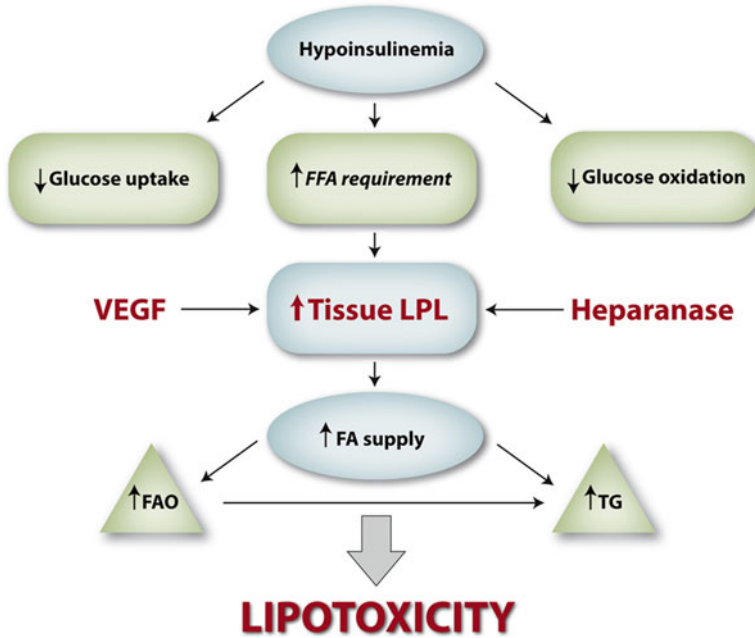 Hypoinsulinemia
↓ Glucose uptake
↑ FFA requirement
↓ Glucose oxidation
VEGF
↑ Tissue LPL
Heparanase
↑ FA supply
↑ FAO
↑ TG
LIPOTOXICITY